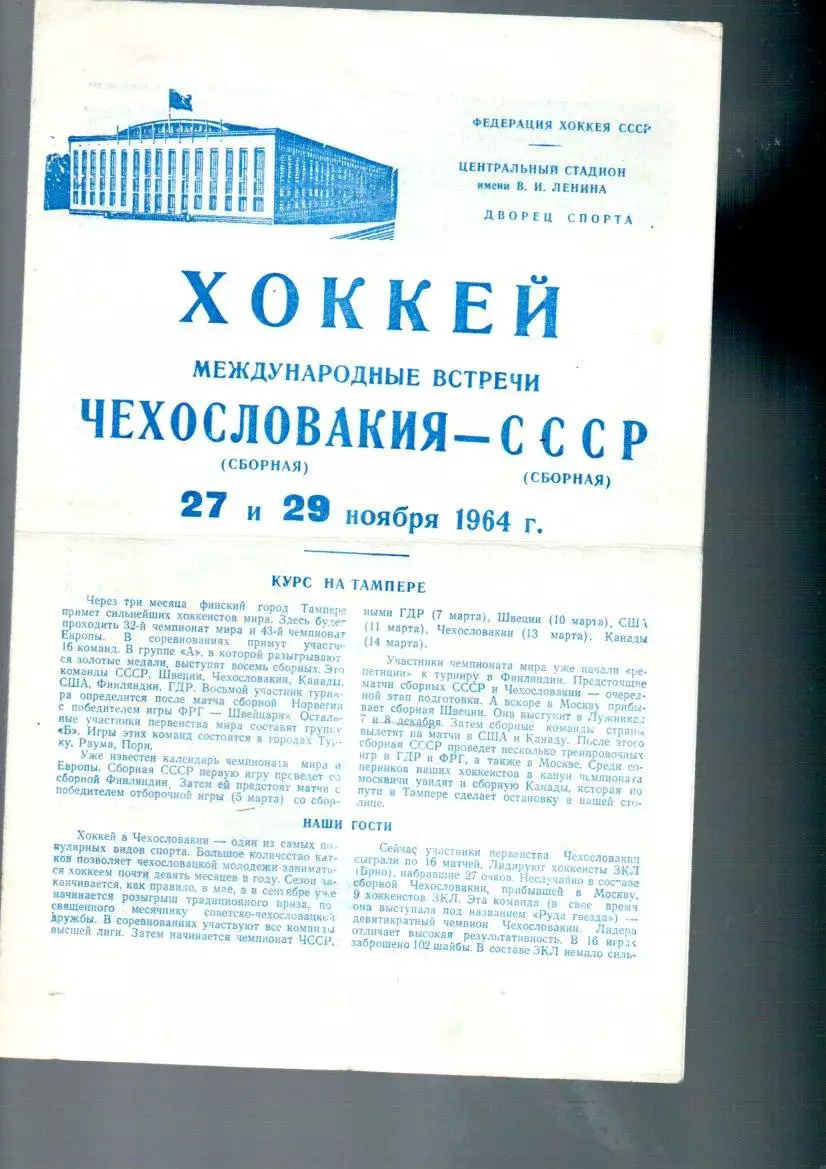 ФЕДЕРАЦИЯ ХОККЕЯ СССР
ЦЕНТРАЛЬНЫЙ СТАДИОН
имени В. И. ЛЕНИНА
ДВОРЕЦ СПОРТА
ХОККЕЙ
МЕЖДУНАРОДНЫЕ ВСТРЕЧИ
ЧЕХОСЛОВАКИЯ—СССР
(СБОРНАЯ)
(СБОРНАЯ)
27 и 29 ноября 1964 г.
КУРС НА ТАМПЕРЕ
Через три месяца финский город Тампере
примет сильнейших хоккеистов мира. Здесь будет
проходить 32-й чемпионат мира и 43-й чемпионат
Европы. В соревнованиях примут участие
16 команд. В группе «А», в которой разыгрывают
ся золотые медали, выступят восемь сборных. Это
команды СССР, Швеции, Чехословакии, Канады,
США, Финляндии, ГДР. Восьмой участник турни-
ра определится после матча сборной Норвегии
с победителем игры ФРГ — Швейцария Осталь-
ные участники первенства мира составят группу
«Б». Игры этих команд состоятся в городах Тур-
ку, Раума, Пори.
Уже известен календарь чемпионата мира и
Европы. Сборная СССР первую игру проведет со
сборной Финляндии. Затем ей предстоят матчи с
победителем отборочной игры (5 марта) со сбор-
ными ГДР (7 марта), Швеции (10 марта), США
(11 марта), Чехословакии (13 марта), Канады
(14 марта).
Участники чемпионата мира уже начали «ре-
петиции» к турниру в Финляндии. Предстоящие
матчи сборных СССР и Чехословакии — очеред-
ной этап подготовки. А вскоре в Москву прибы-
вает сборная Швеции. Она выступит в Лужниках
7 и 8 декабря. Затем сборные команды страны
вылетят на матчи в США и Канаду. После этого
сборная СССР проведет несколько тренировочных
игр в ГДР и ФРГ, а также в Москве. Среди со-
перников наших хоккеистов в канун чемпионата
москвичи увидят и сборную Канады, которая по
пути в Тампере сделает остановку в нашей сто-
лице.
НАШИ ГОСТИ
Хоккей в Чехословакии — один из самых по-
пулярных видов спорта. Большое количество кат-
ков позволяет чехословацкой молодежи занимать-
ся хоккеем почти девять месяцев в году. Сезон за-
канчивается, как правило, в мае, а в сентябре уже
начинается розыгрыш традиционного приза, по-
священного месячнику советско-чехословацкой
дружбы. В соревнованиях участвуют все команды
высшей лиги. Затем начинается чемпионат ЧССР.
Сейчас участники первенства Чехословакии
сыграли по 16 матчей. Лидируют хоккеисты ЗКЛ
(Брно), набравшие 27 очков. Неслучайно в составе
сборной Чехословакии, прибывшей в Москву,
9 хоккеистов ЗКЛ. Эта команда (в свое время
она выступала под названием «Руда гвезда») —
девятикратный чемпион Чехословакии. Лидера
отличает высокая результативность. В 16 играх
заброшено 102 шайбы. В составе ЗКЛ немало силь-